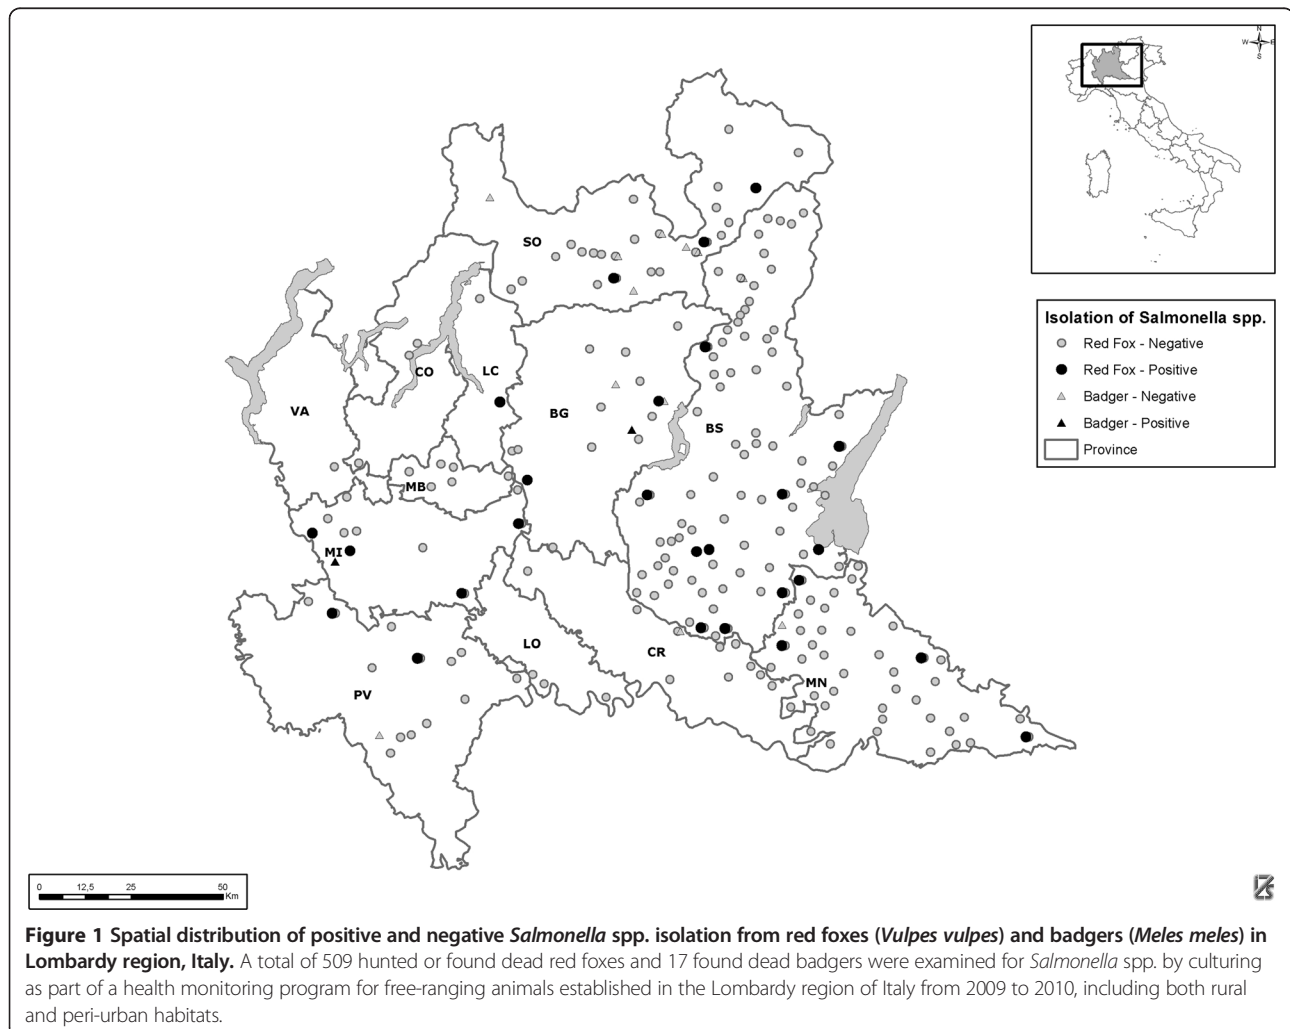 N
W E
S
SO
VA
CO
LC
BG
BS
MB
MI
LO
CR
PV
MN
Isolation of Salmonella spp.
Red Fox - Negative
Red Fox - Positive
Badger - Negative
Badger - Positive
Province
0 12,5 25 50
Km
Figure 1 Spatial distribution of positive and negative Salmonella spp. isolation from red foxes (Vulpes vulpes) and badgers (Meles meles) in
Lombardy region, Italy. A total of 509 hunted or found dead red foxes and 17 found dead badgers were examined for Salmonella spp. by culturing
as part of a health monitoring program for free-ranging animals established in the Lombardy region of Italy from 2009 to 2010, including both rural
and peri-urban habitats.